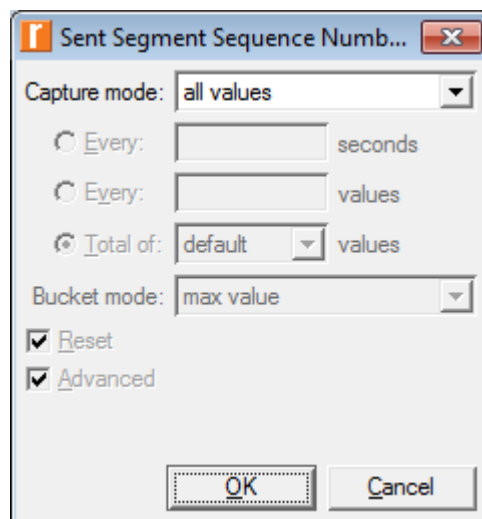 Sent Segment Sequence Numb...
Capture mode: all values
Every: seconds
Every: values
Total of: default values
Bucket mode: max value
Reset
Advanced
OK Cancel